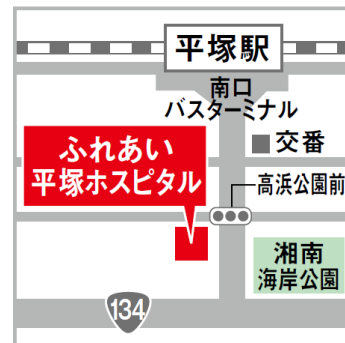 平塚駅
南口
バスターミナル
交番
ふれあい
平塚ホスピタル
高浜公園前
湘南
海岸公園
134